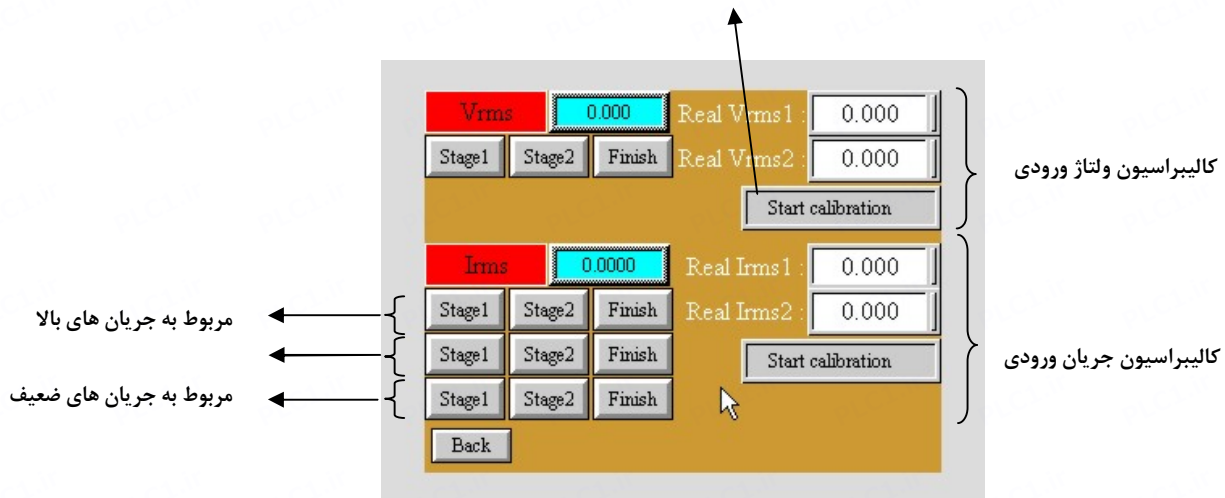 Vrms 0.000 Real Vrms1 : 0.000
Stage1 Stage2 Finish Real Vrms2 : 0.000
کالیبراسیون ولتاژ ورودی
Start calibration
Irms 0.0000 Real Irms1 : 0.000
مربوط به جریان های بالا
Stage1 Stage2 Finish Real Irms2 : 0.000
Stage1 Stage2 Finish Start calibration
کالیبراسیون جریان ورودی
مربوط به جریان های ضعیف
Stage1 Stage2 Finish
Back